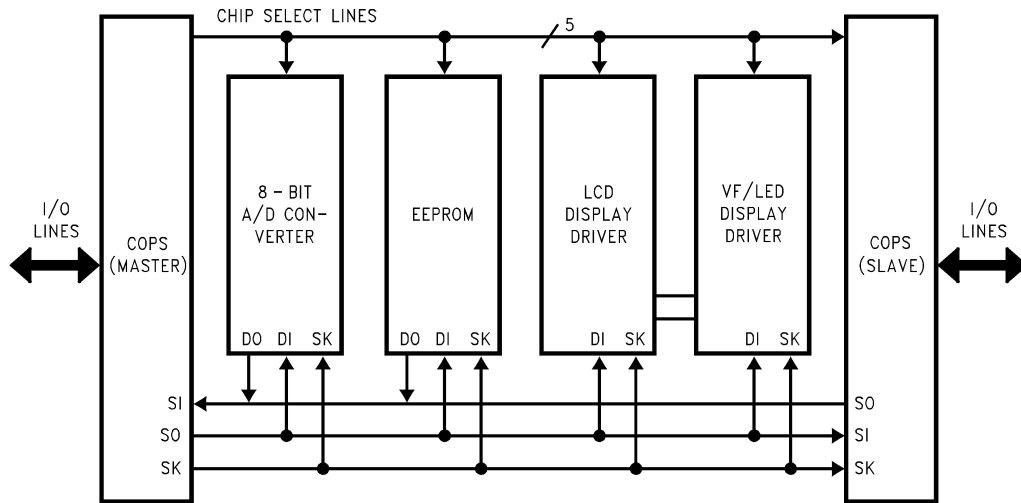 CHIP SELECT LINES
5
8-BIT
A/D CON-
VERTER
EEPROM
LCD
DISPLAY
DRIVER
VF/LED
DISPLAY
DRIVER
I/O
LINES
COPS
(MASTER)
COPS
(SLAVE)
I/O
LINES
DO DI SK
DO DI SK
DI SK
DI SK
SI
SO
SK
SO
SI
SK